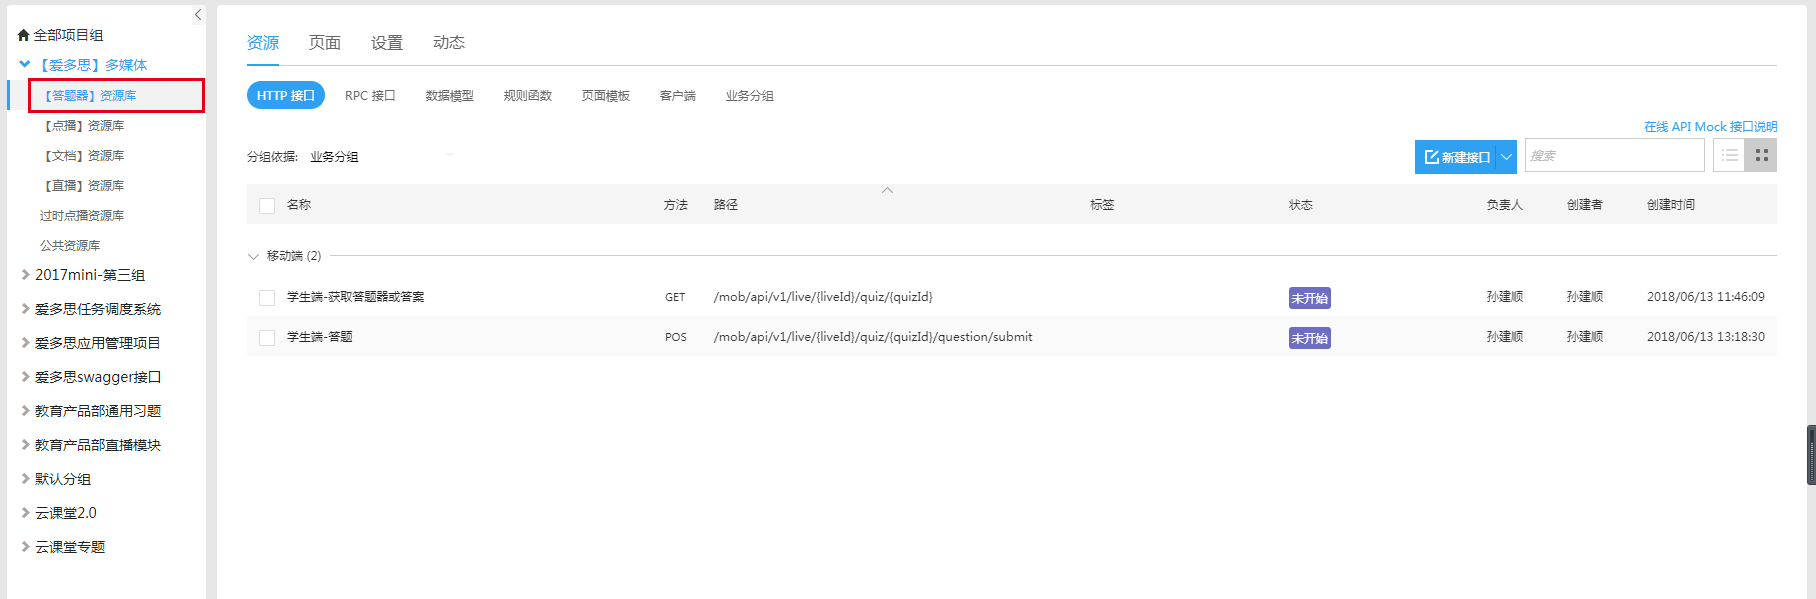 全部项目组
【爱多思】多媒体
【答题器】资源库
【点播】资源库
【文档】资源库
【直播】资源库
过时点播资源库
公共资源库
2017mini-第三组
爱多思任务调度系统
爱多思应用管理项目
爱多思swagger接口
教育产品部通用习题
教育产品部直播模块
默认分组
云课堂2.0
云课堂专题
资源 页面 设置 动态
HTTP 接口 RPC 接口 数据模型 规则函数 页面模板 客户端 业务分组
在线 API Mock 接口说明
分组依据: 业务分组 新建接口 搜索
名称 方法 路径 标签 状态 负责人 创建者 创建时间
移动端 (2)
学生端-获取答题器或答案 GET /mob/api/v1/live/{liveId}/quiz/{quizId} 未开始 孙建顺 孙建顺 2018/06/13 11:46:09
学生端-答题 POS /mob/api/v1/live/{liveId}/quiz/{quizId}/question/submit 未开始 孙建顺 孙建顺 2018/06/13 13:18:30